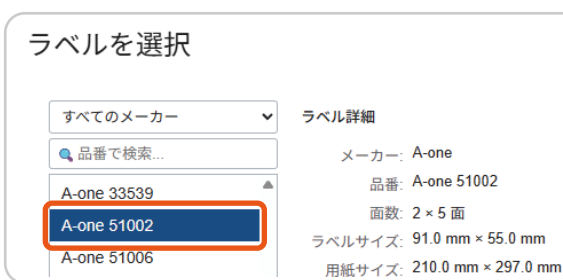 ラベルを選択
すべてのメーカー
品番で検索...
A-one 33539
A-one 51002
A-one 51006
ラベル詳細
メーカー: A-one
品番: A-one 51002
面数: 2 × 5 面
ラベルサイズ: 91.0 mm × 55.0 mm
用紙サイズ: 210.0 mm × 297.0 mm